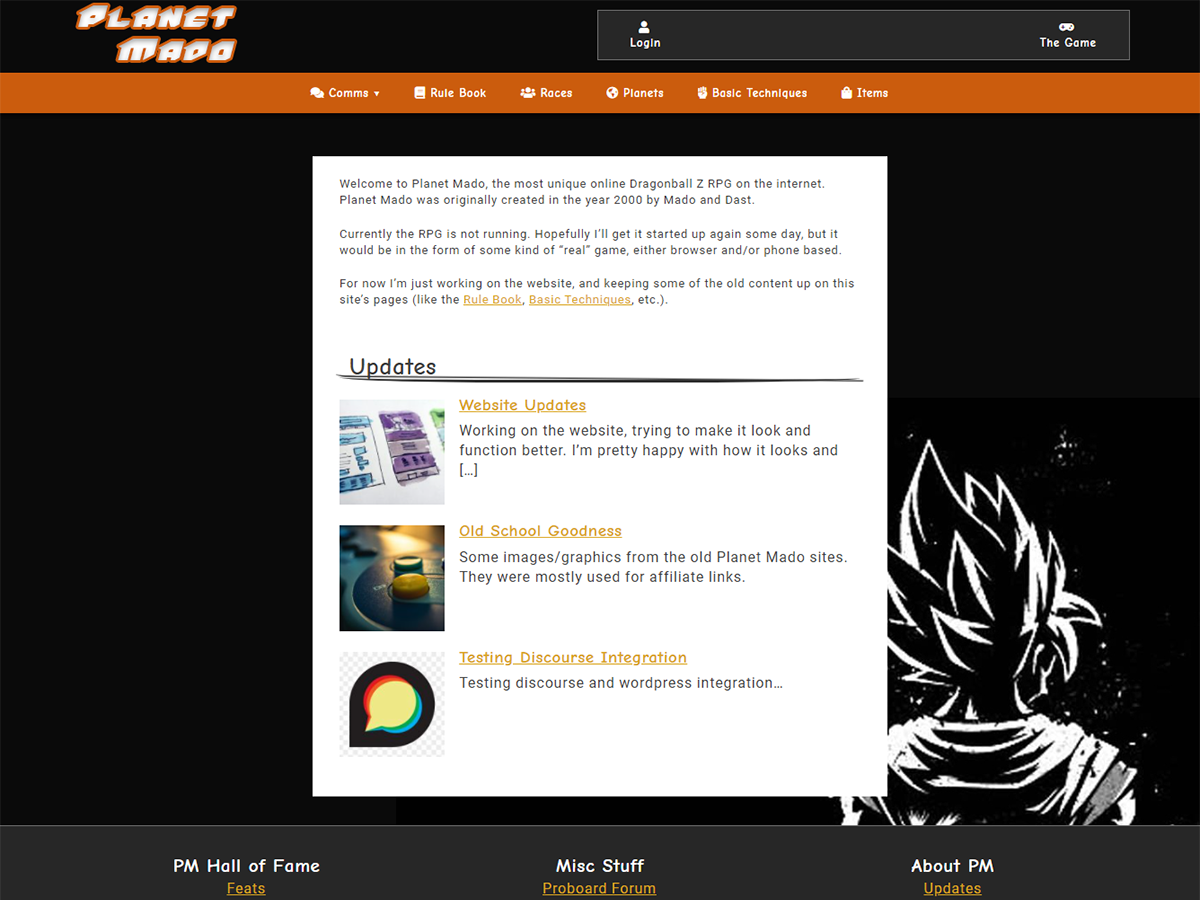 PLANET
MADO
Login
The Game
Comms ▾
Rule Book
Races
Planets
Basic Techniques
Items
Welcome to Planet Mado, the most unique online Dragonball Z RPG on the internet.
Planet Mado was originally created in the year 2000 by Mado and Dast.
Currently the RPG is not running. Hopefully I’ll get it started up again some day, but it
would be in the form of some kind of “real” game, either browser and/or phone based.
For now I’m just working on the website, and keeping some of the old content up on this
site’s pages (like the Rule Book, Basic Techniques, etc.).
Updates
Website Updates
Working on the website, trying to make it look and
function better. I’m pretty happy with how it looks and
[…]
Old School Goodness
Some images/graphics from the old Planet Mado sites.
They were mostly used for affiliate links.
Testing Discourse Integration
Testing discourse and wordpress integration…
PM Hall of Fame
Misc Stuff
About PM
Feats
Proboard Forum
Updates